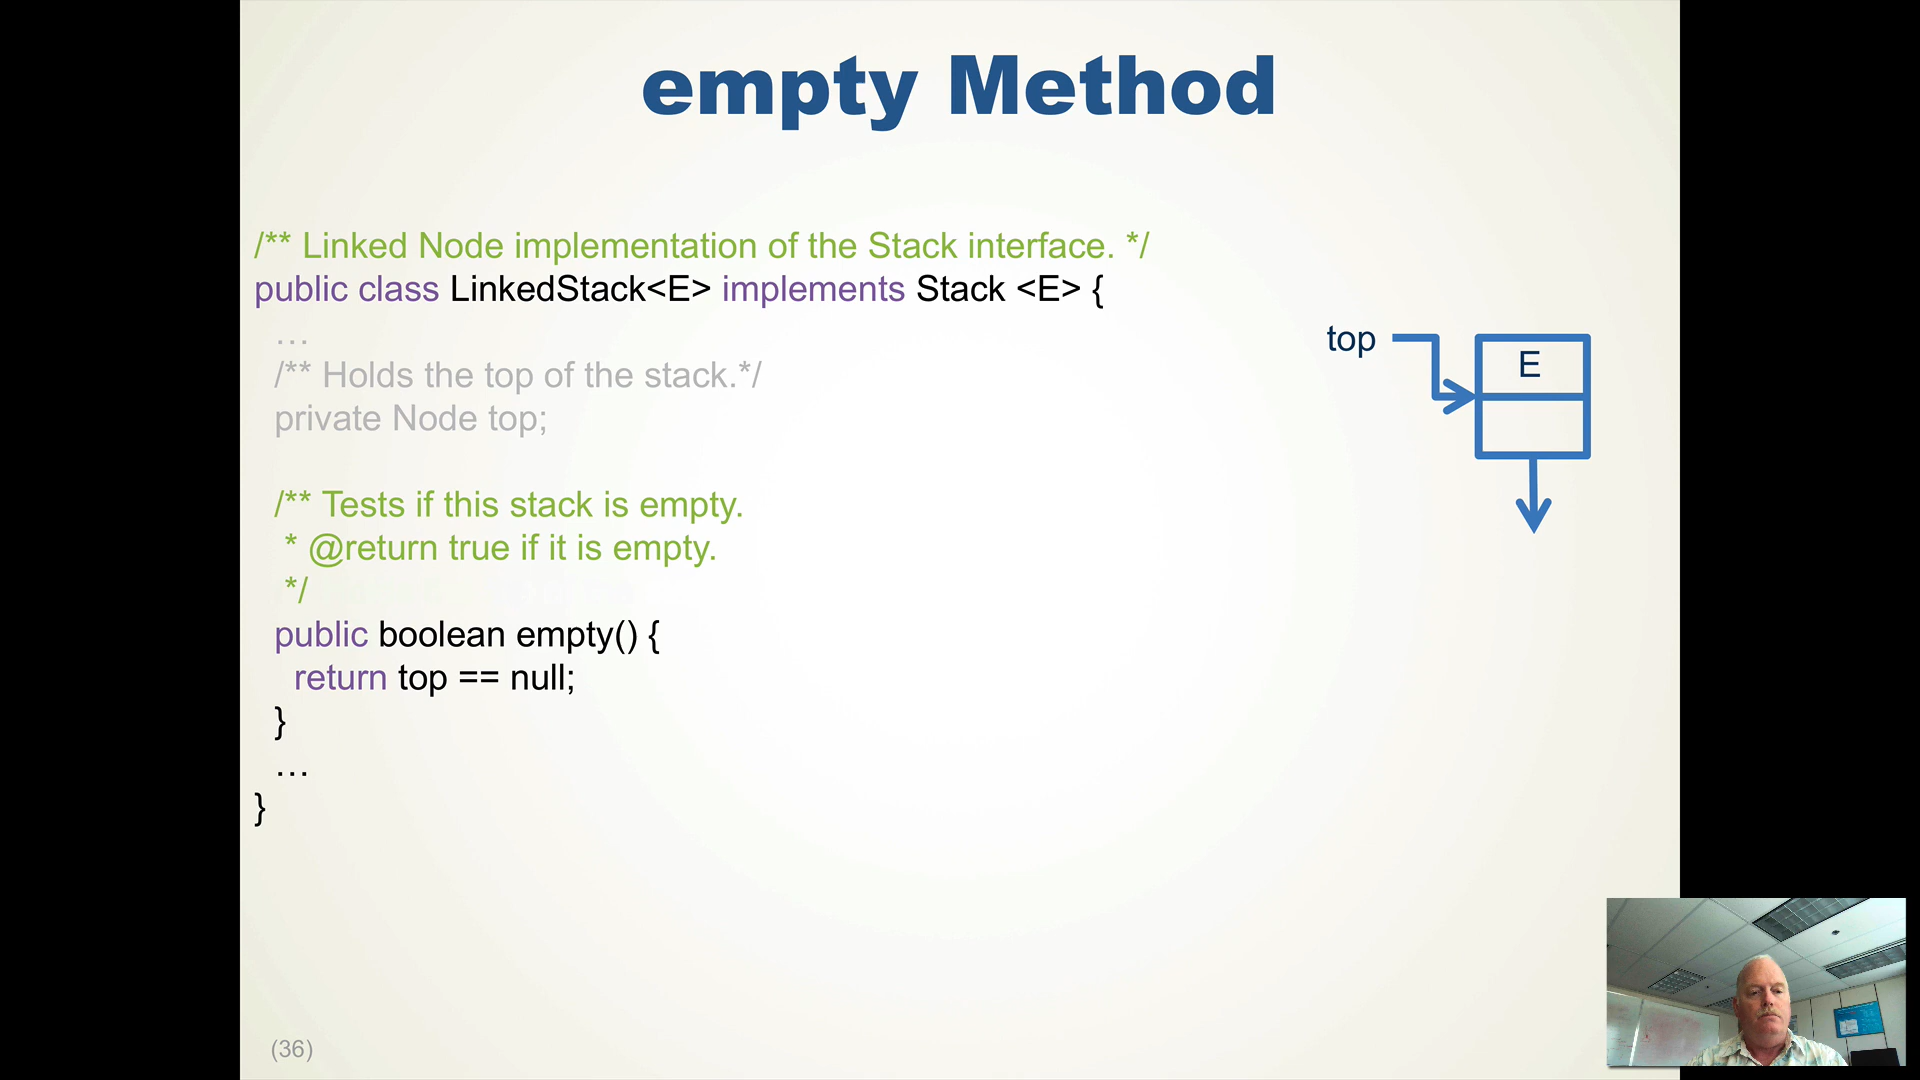 empty Method
/** Linked Node implementation of the Stack interface. */
public class LinkedStack<E> implements Stack <E> {
…
/** Holds the top of the stack.*/
private Node top;
/** Tests if this stack is empty.
* @return true if it is empty.
*/
public boolean empty() {
return top == null;
}
…
}
top
E
(36)